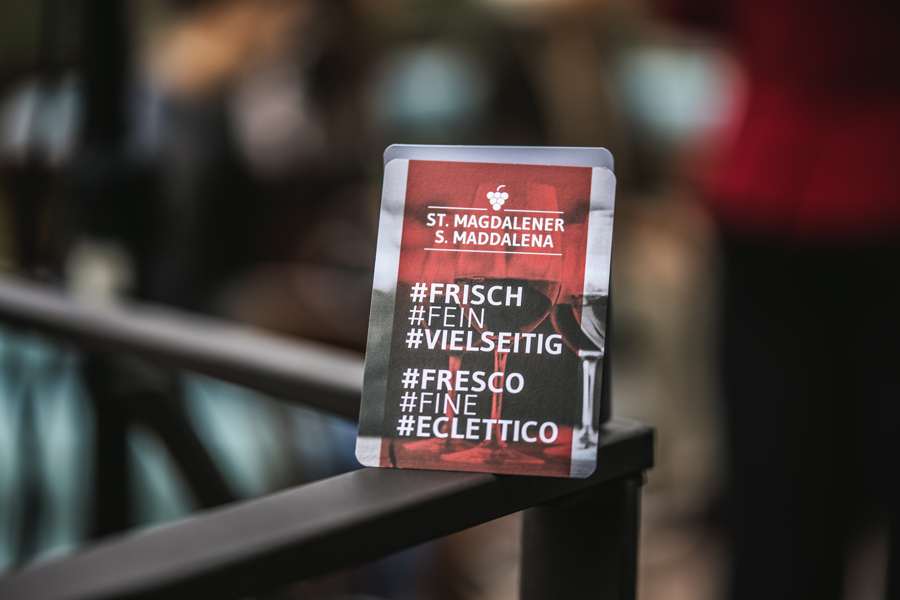 ST. MAGDALENER
S. MADDALENA
#FRISCH
#FEIN
#VIELSEITIG
#FRESCO
#FINE
#ECLETTICO